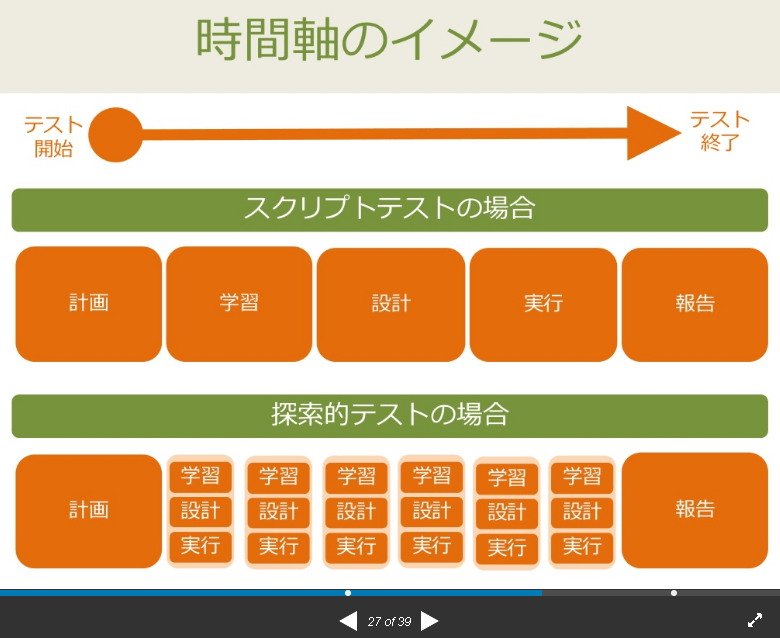 時間軸のイメージ
テスト
開始
テスト
終了
スクリプトテストの場合
計画
学習
設計
実行
報告
探索的テストの場合
計画
学習
設計
実行
学習
設計
実行
学習
設計
実行
学習
設計
実行
学習
設計
実行
学習
設計
実行
報告
27 of 39